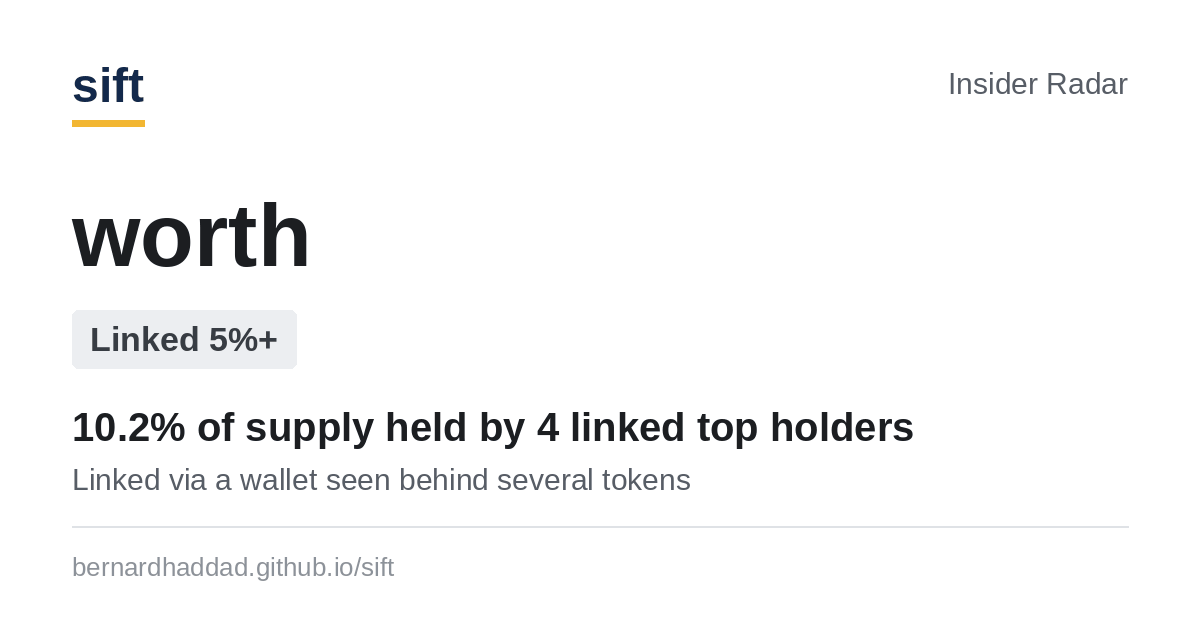 sift
Insider Radar
worth
Linked 5%+
10.2% of supply held by 4 linked top holders
Linked via a wallet seen behind several tokens
bernardhaddad.github.io/sift